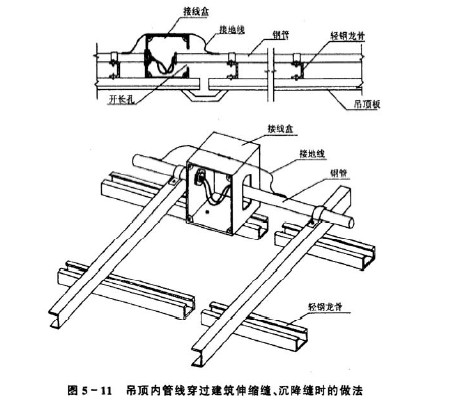 接线盒
接地线
钢管
轻钢龙骨
开长孔
吊顶板
接线盒
接地线
钢管
轻钢龙骨
图 5-11 吊顶内管线穿过建筑伸缩缝、沉降缝时的做法